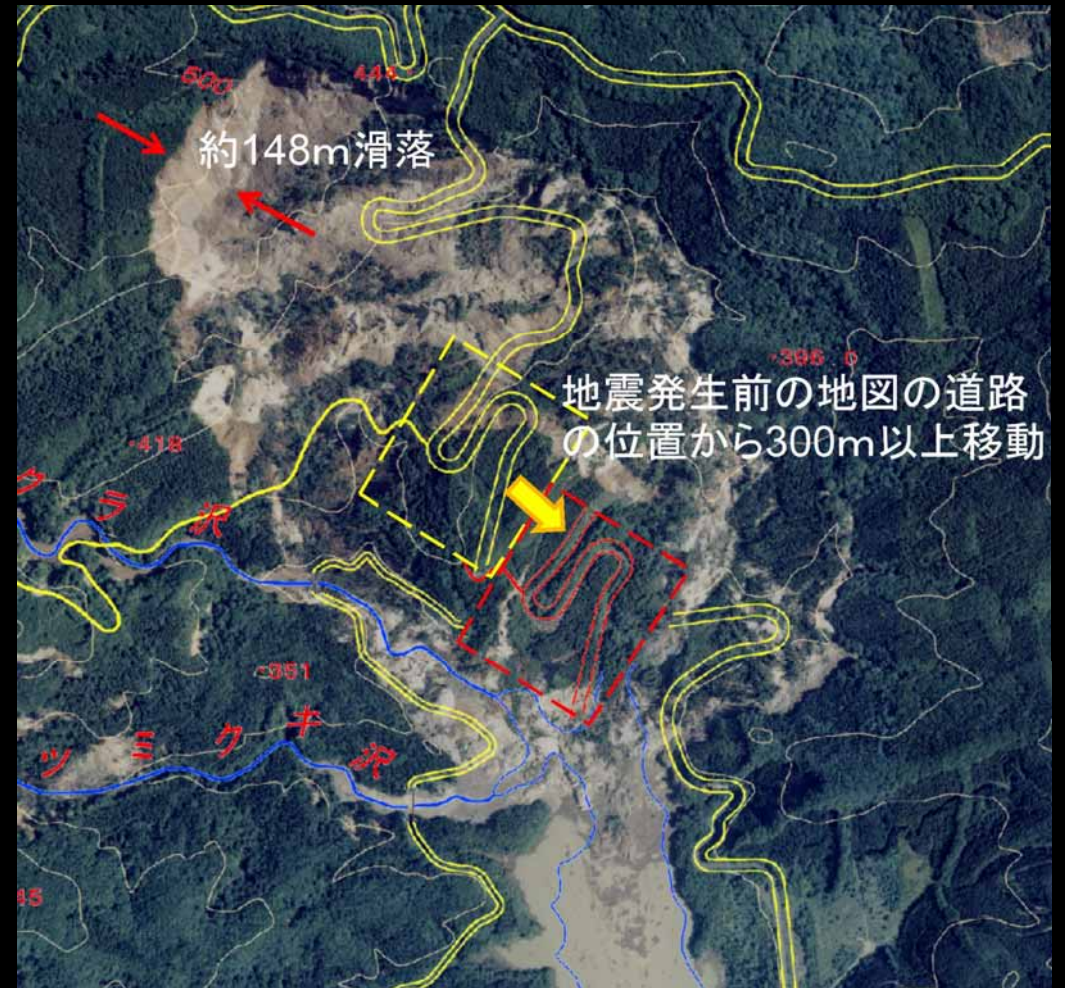 500
444
約148m滑落
・396
地震発生前の地図の道路
の位置から300m以上移動
・418
クラ沢
・351
ツミクキ沢
45